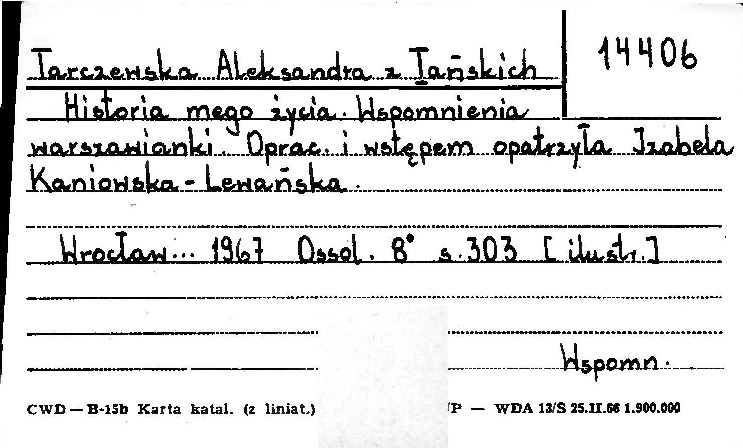 14406
Tarczewska Aleksandra z Tańskich
Historia mego życia. Wspomnienia
warszawianki. Oprac. i wstępem opatrzyła Izabela
Kaniowska-Lewańska.
Wrocław... 1967 Ossol. 8° s. 303 [ilustr.]
Wspomn.
CWD — B-15b Karta katal. (z liniat.) P — WDA 13/S 25.II.66 1.900.000